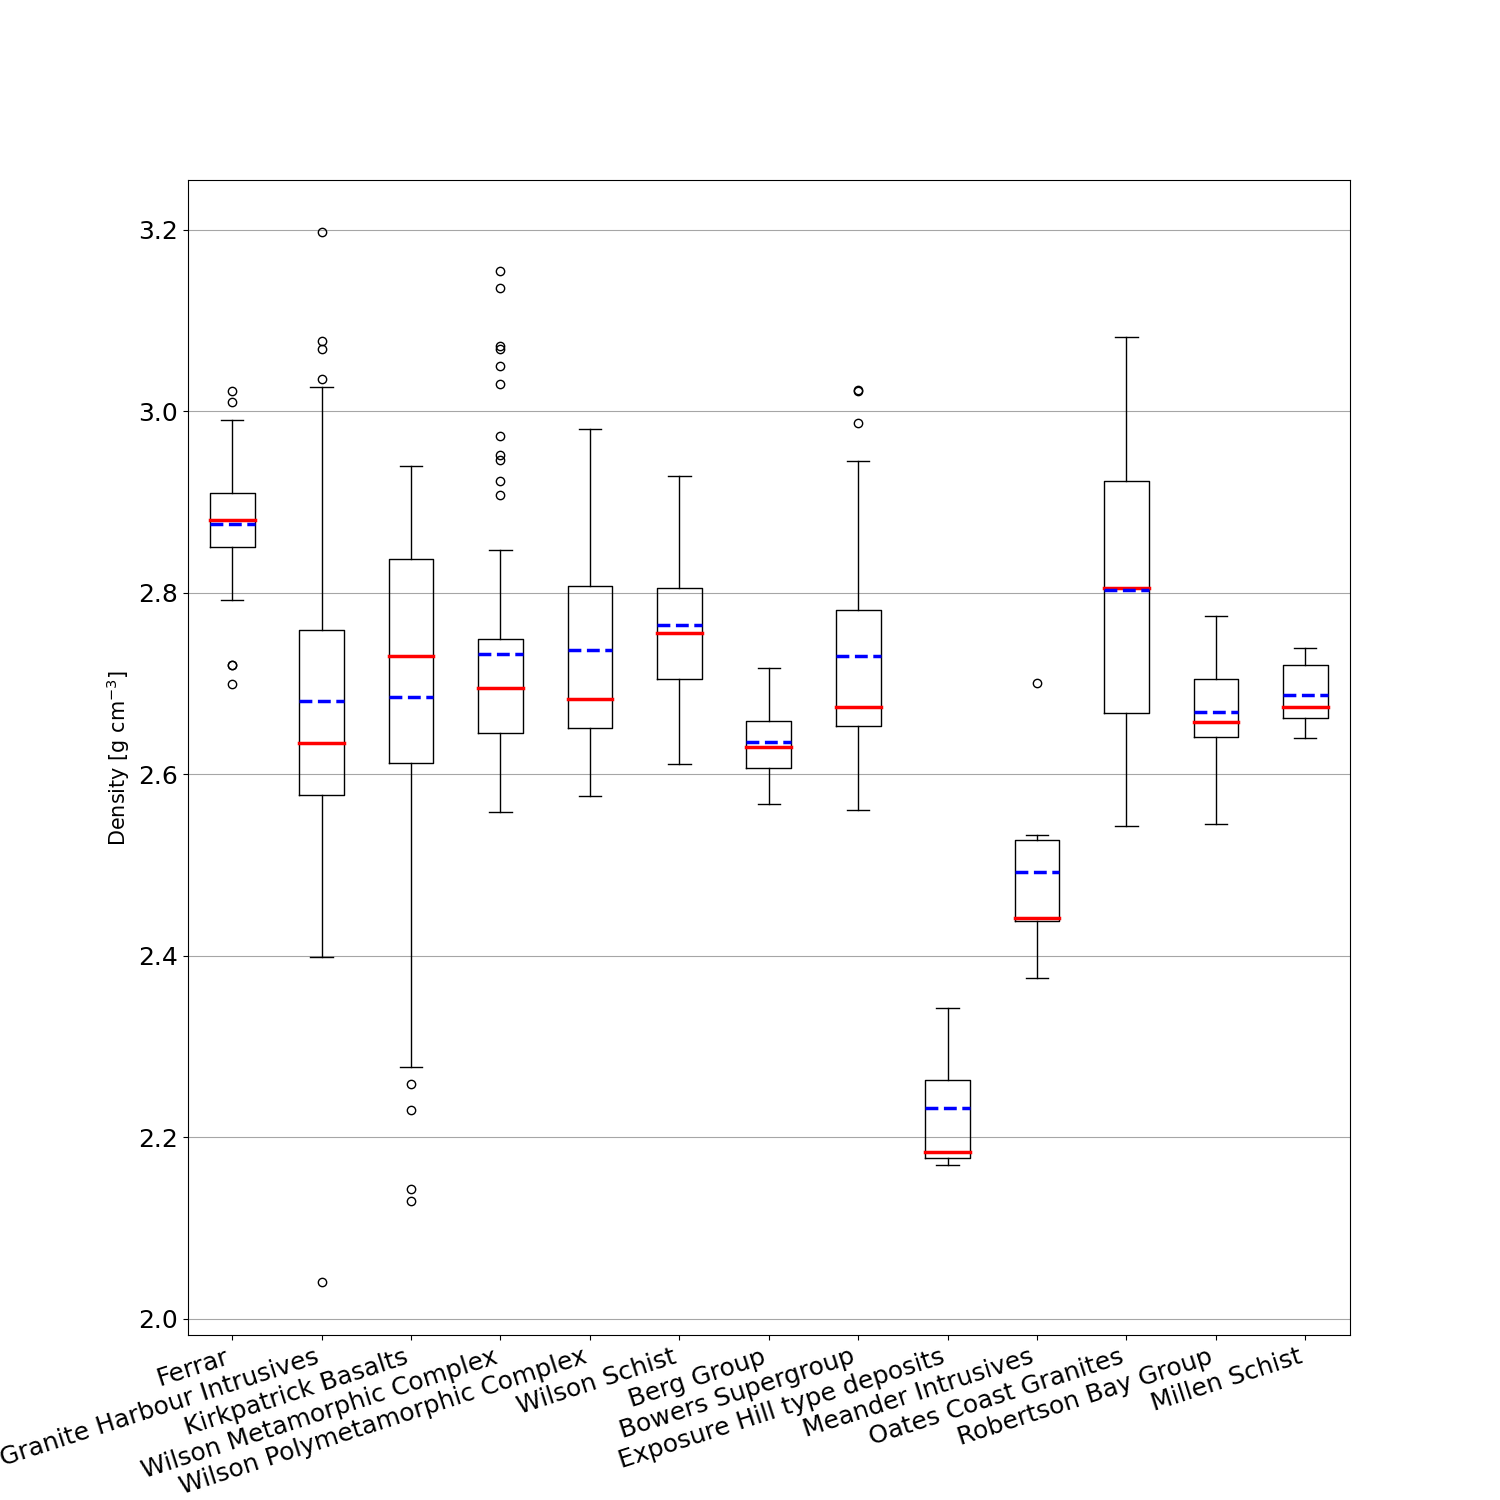 3.2
3.0
2.8
2.6
2.4
2.2
2.0
Density [g cm⁻³]
Ferrar
Granite Harbour Intrusives
Kirkpatrick Basalts
Wilson Metamorphic Complex
Wilson Polymetamorphic Complex
Wilson Schist
Berg Group
Bowers Supergroup
Exposure Hill type deposits
Meander Intrusives
Oates Coast Granites
Robertson Bay Group
Millen Schist